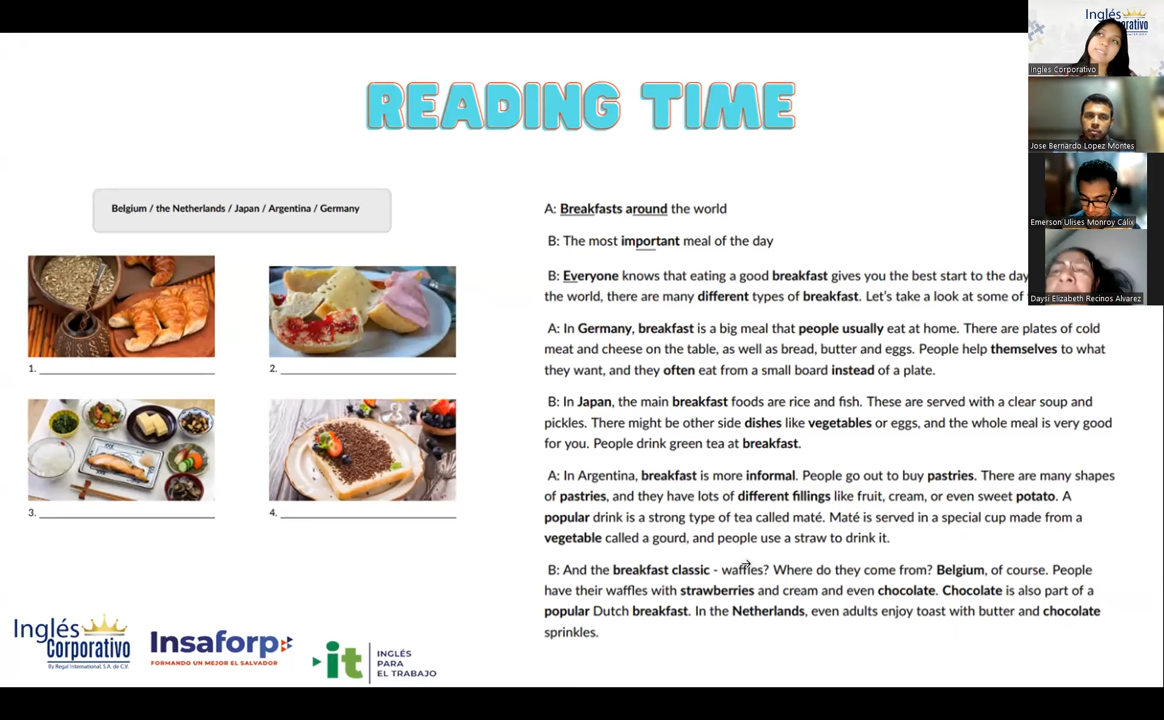 READING TIME
Belgium / the Netherlands / Japan / Argentina / Germany
1.
2.
3.
4.
A: Breakfasts around the world
B: The most important meal of the day
B: Everyone knows that eating a good breakfast gives you the best start to the day
the world, there are many different types of breakfast. Let's take a look at some of
A: In Germany, breakfast is a big meal that people usually eat at home. There are plates of cold
meat and cheese on the table, as well as bread, butter and eggs. People help themselves to what
they want, and they often eat from a small board instead of a plate.
B: In Japan, the main breakfast foods are rice and fish. These are served with a clear soup and
pickles. There might be other side dishes like vegetables or eggs, and the whole meal is very good
for you. People drink green tea at breakfast.
A: In Argentina, breakfast is more informal. People go out to buy pastries. There are many shapes
of pastries, and they have lots of different fillings like fruit, cream, or even sweet potato. A
popular drink is a strong type of tea called maté. Maté is served in a special cup made from a
vegetable called a gourd, and people use a straw to drink it.
B: And the breakfast classic - waffles? Where do they come from? Belgium, of course. People
have their waffles with strawberries and cream and even chocolate. Chocolate is also part of a
popular Dutch breakfast. In the Netherlands, even adults enjoy toast with butter and chocolate
sprinkles.
Inglés
Corporativo
By Regal International, S.A. de C.V.
Insaforp
FORMANDO UN MEJOR EL SALVADOR
it
INGLÉS
PARA
EL TRABAJO
Inglés
Ingles Corporativo
Jose Bernardo Lopez Montes
Emerson Ulises Monroy Cálix
Daysi Elizabeth Recinos Alvarez